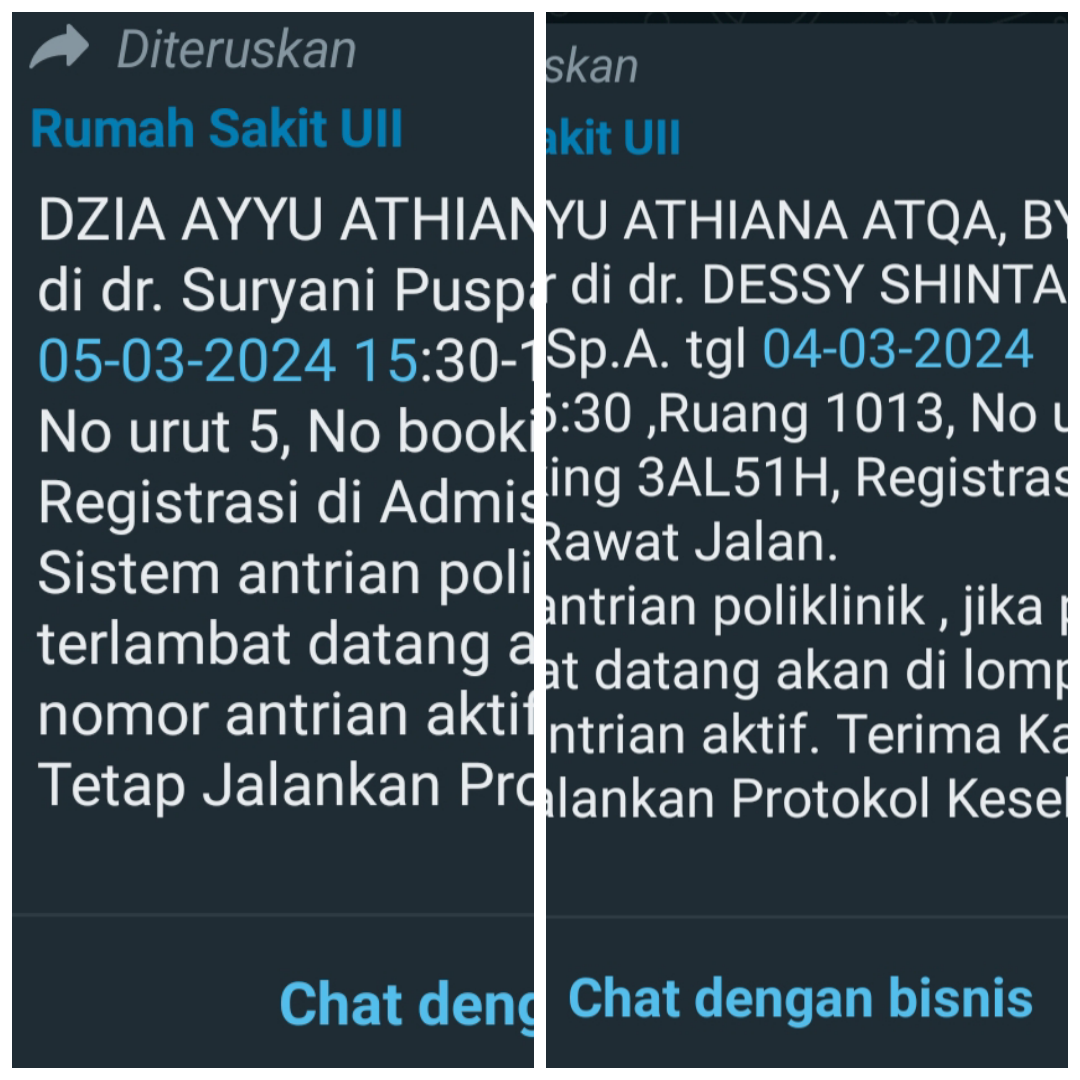 Diteruskan
Rumah Sakit UII
DZIA AYYU ATHIAN
di dr. Suryani Puspa
05-03-2024 15:30-1
No urut 5, No booki
Registrasi di Admis
Sistem antrian poli
terlambat datang a
nomor antrian aktif
Tetap Jalankan Pro
Chat deng
skan
akit UII
YU ATHIANA ATQA, BY
r di dr. DESSY SHINTA
Sp.A. tgl 04-03-2024
:30 ,Ruang 1013, No u
ing 3AL51H, Registras
Rawat Jalan.
antrian poliklinik , jika p
at datang akan di lomp
ntrian aktif. Terima Ka
alankan Protokol Kesel
Chat dengan bisnis